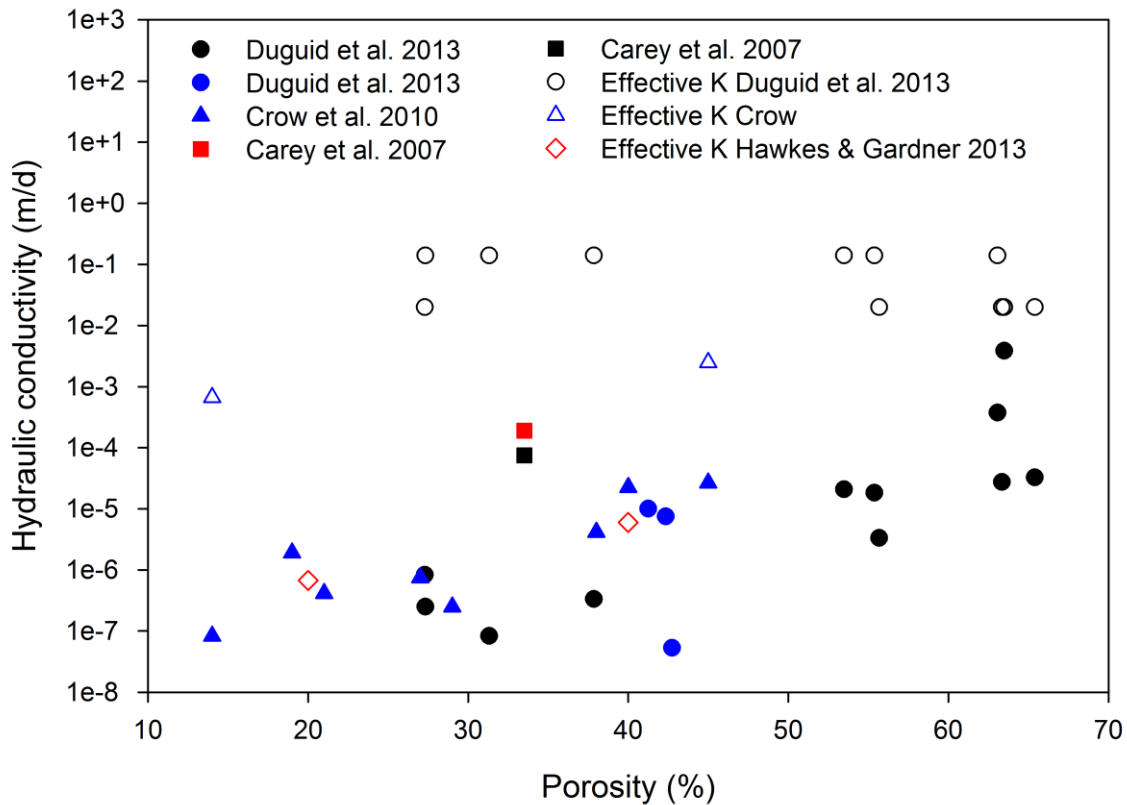 1e+3
1e+2
1e+1
1e+0
1e-1
1e-2
1e-3
1e-4
1e-5
1e-6
1e-7
1e-8
Hydraulic conductivity (m/d)
Duguid et al. 2013
Duguid et al. 2013
Crow et al. 2010
Carey et al. 2007
Carey et al. 2007
Effective K Duguid et al. 2013
Effective K Crow
Effective K Hawkes & Gardner 2013
10 20 30 40 50 60 70
Porosity (%)